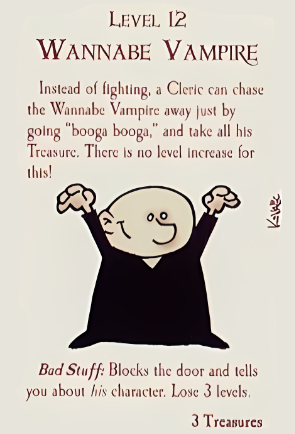 LEVEL 12
WANNABE VAMPIRE
Instead of fighting, a Cleric can chase
the Wannabe Vampire away just by
going "booga booga," and take all his
Treasure. There is no level increase for
this!
Kovalic
Bad Stuff: Blocks the door and tells
you about his character. Lose 3 levels.
3 Treasures